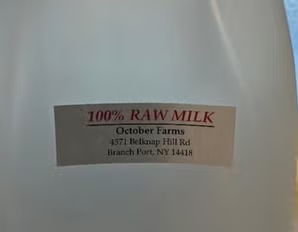 100% RAW MILK
October Farms
4371 Belknap Hill Rd
Branch Port, NY 14418